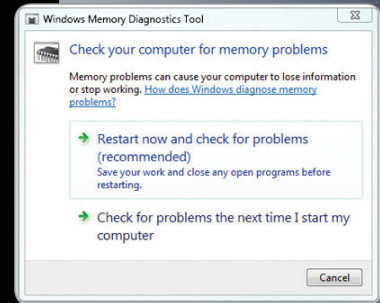 Windows Memory Diagnostics Tool
Check your computer for memory problems
Memory problems can cause your computer to lose information
or stop working. How does Windows diagnose memory
problems?
Restart now and check for problems
(recommended)
Save your work and close any open programs before
restarting.
Check for problems the next time I start my
computer
Cancel